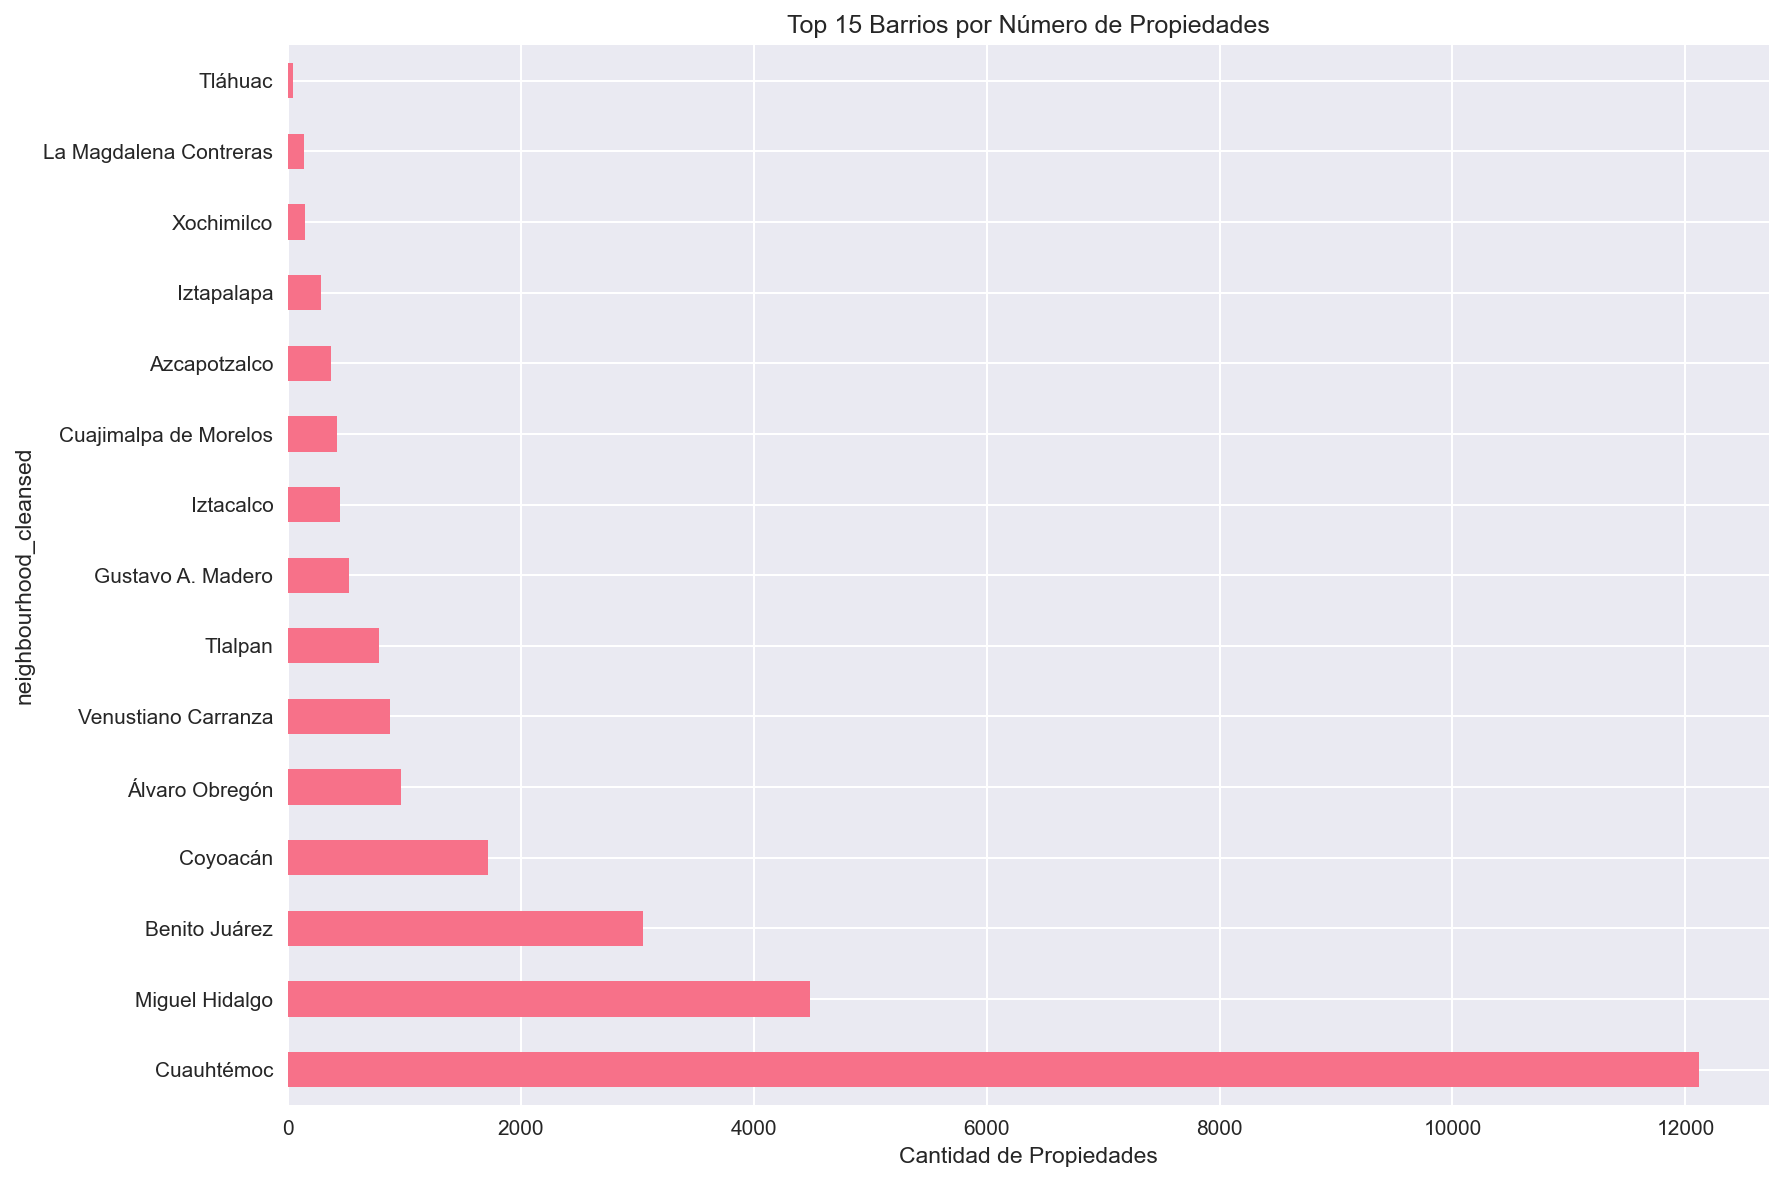 Top 15 Barrios por Número de Propiedades
neighbourhood_cleansed
Tláhuac
La Magdalena Contreras
Xochimilco
Iztapalapa
Azcapotzalco
Cuajimalpa de Morelos
Iztacalco
Gustavo A. Madero
Tlalpan
Venustiano Carranza
Álvaro Obregón
Coyoacán
Benito Juárez
Miguel Hidalgo
Cuauhtémoc
0 2000 4000 6000 8000 10000 12000
Cantidad de Propiedades